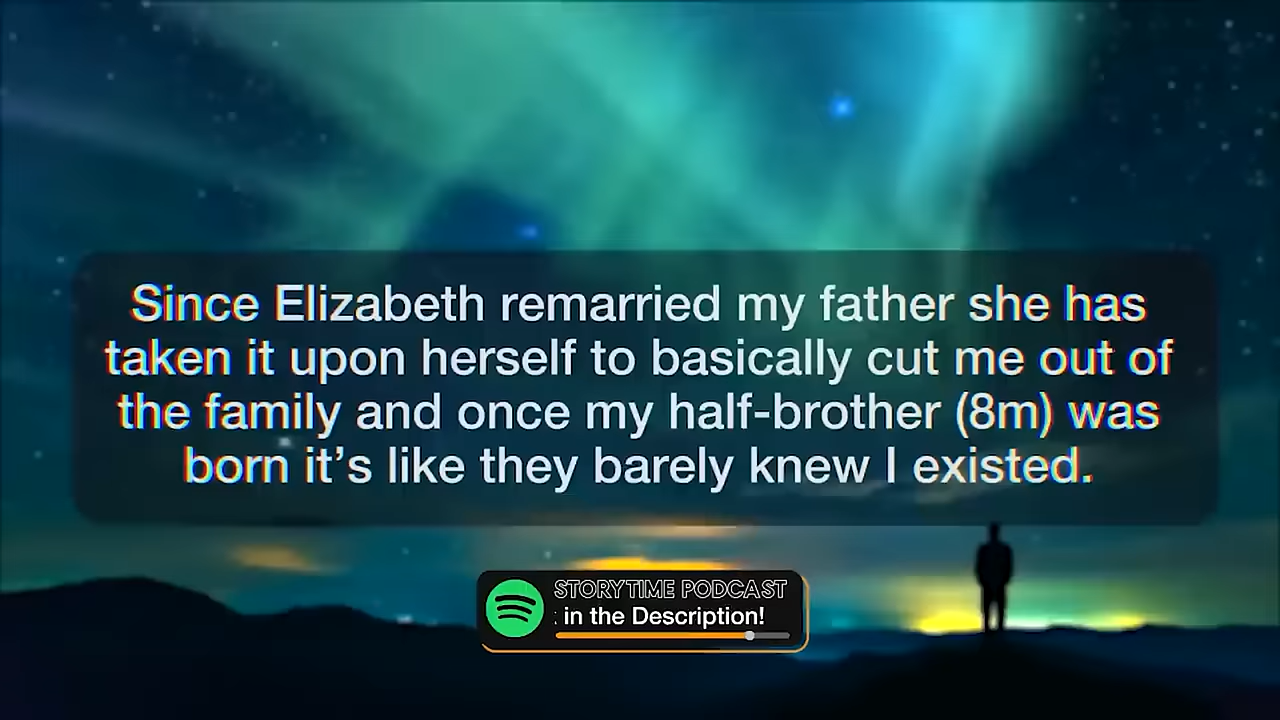 Since Elizabeth remarried my father she has
taken it upon herself to basically cut me out of
the family and once my half-brother (8m) was
born it’s like they barely knew I existed.
STORYTIME PODCAST
: in the Description!